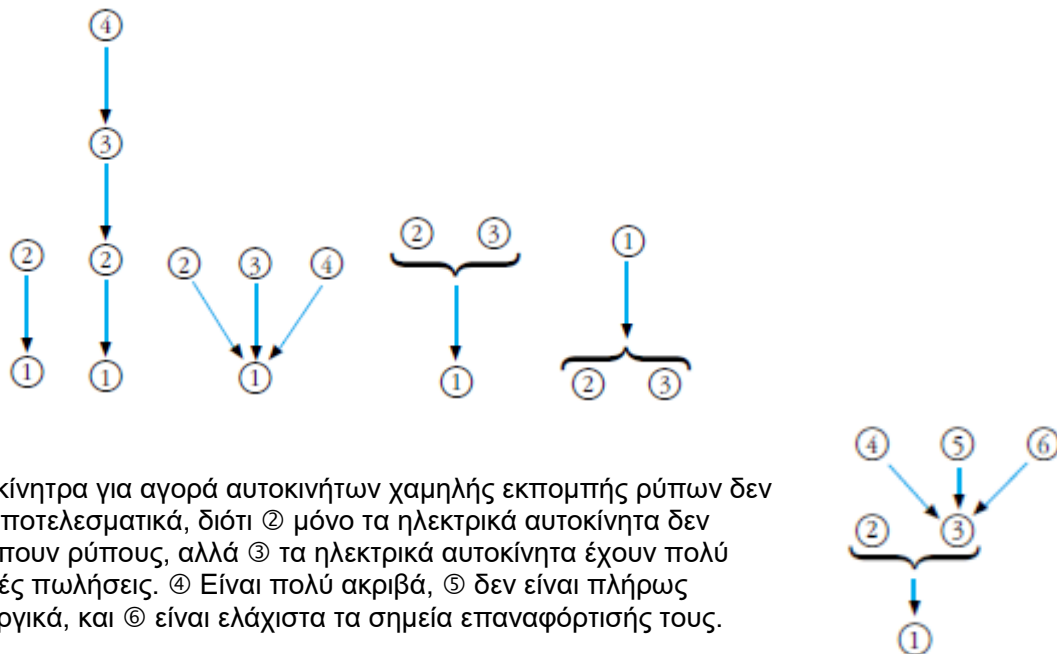 ④
③
② ② ② ③ ④ ② ③ ①
① ① ① ① ② ③
④ ⑤ ⑥
κίνητρα για αγορά αυτοκινήτων χαμηλής εκπομπής ρύπων δεν
ποτελεσματικά, διότι ② μόνο τα ηλεκτρικά αυτοκίνητα δεν
πουν ρύπους, αλλά ③ τα ηλεκτρικά αυτοκίνητα έχουν πολύ
ές πωλήσεις. ④ Είναι πολύ ακριβά, ⑤ δεν είναι πλήρως
ργικά, και ⑥ είναι ελάχιστα τα σημεία επαναφόρτισής τους.
② ③
①